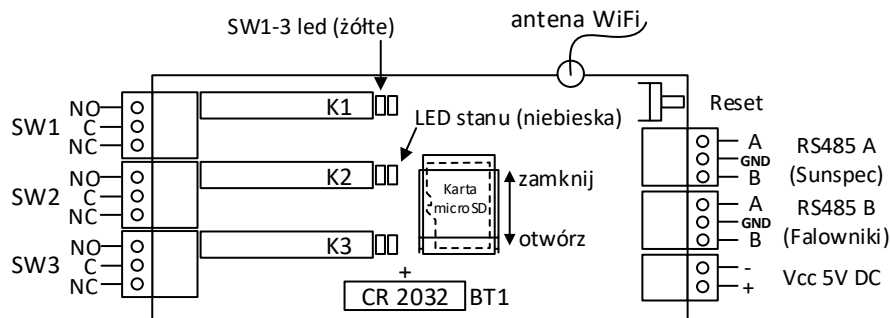 SW1-3 led (żółte)
antena WiFi
SW1
NO
C
NC
K1
Reset
LED stanu (niebieska)
SW2
NO
C
NC
K2
Karta
microSD
zamknij
otwórz
A
GND
B
RS485 A
(Sunspec)
A
GND
B
RS485 B
(Falowniki)
SW3
NO
C
NC
K3
+
CR 2032
BT1
-
+
Vcc 5V DC